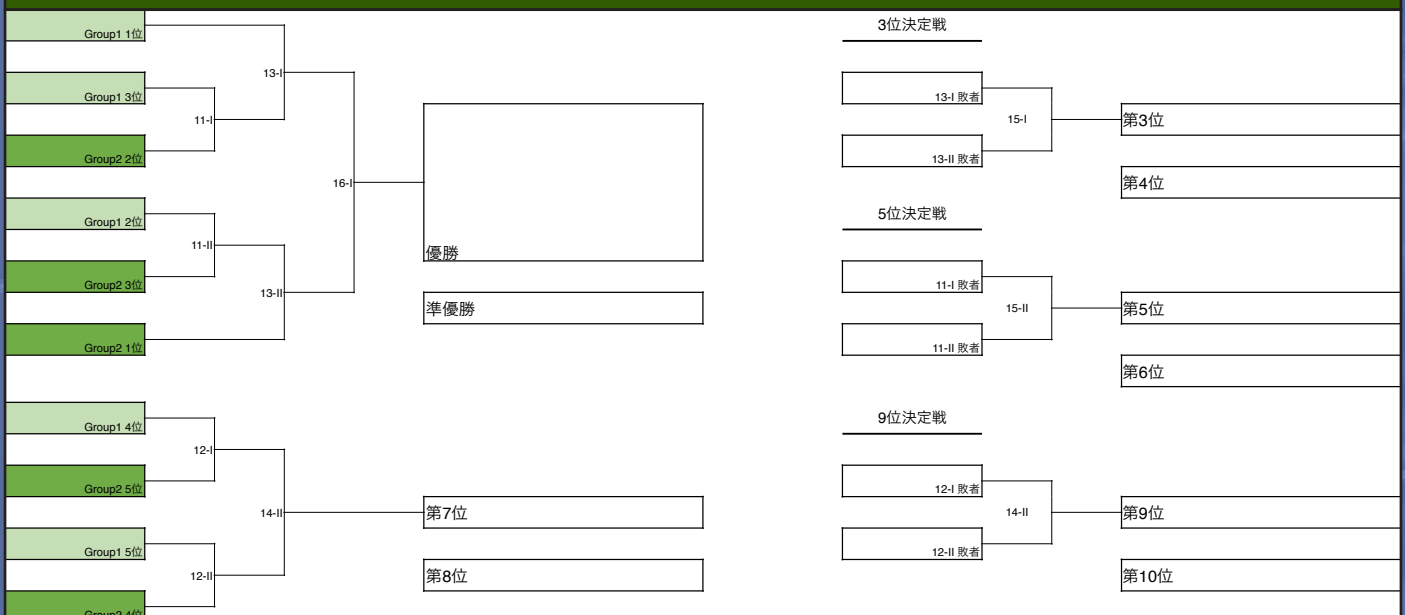 Group1 1位
13-I
Group1 3位
11-I
Group2 2位
16-I
Group1 2位
11-II
Group2 3位
13-II
Group2 1位
優勝
準優勝
Group1 4位
12-I
Group2 5位
14-II
Group1 5位
12-II
Group2 4位
第7位
第8位
3位決定戦
13-I 敗者
15-I
13-II 敗者
第3位
第4位
5位決定戦
11-I 敗者
15-II
11-II 敗者
第5位
第6位
9位決定戦
12-I 敗者
14-II
12-II 敗者
第9位
第10位